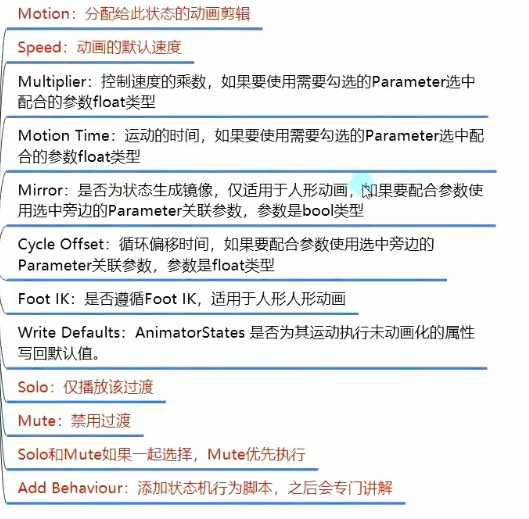 Motion：分配给此状态的动画剪辑
Speed：动画的默认速度
Multiplier：控制速度的乘数，如果要使用需要勾选的Parameter选中
配合的参数float类型
Motion Time：运动的时间，如果要使用需要勾选的Parameter选中配
合的参数float类型
Mirror：是否为状态生成镜像，仅适用于人形动画，如果要配合参数使
用选中旁边的Parameter关联参数，参数是bool类型
Cycle Offset：循环偏移时间，如果要配合参数使用选中旁边的
Parameter关联参数，参数是float类型
Foot IK：是否遵循Foot IK，适用于人形人形动画
Write Defaults：AnimatorStates 是否为其运动执行未动画化的属性
写回默认值。
Solo：仅播放该过渡
Mute：禁用过渡
Solo和Mute如果一起选择，Mute优先执行
Add Behaviour：添加状态机行为脚本，之后会专门讲解